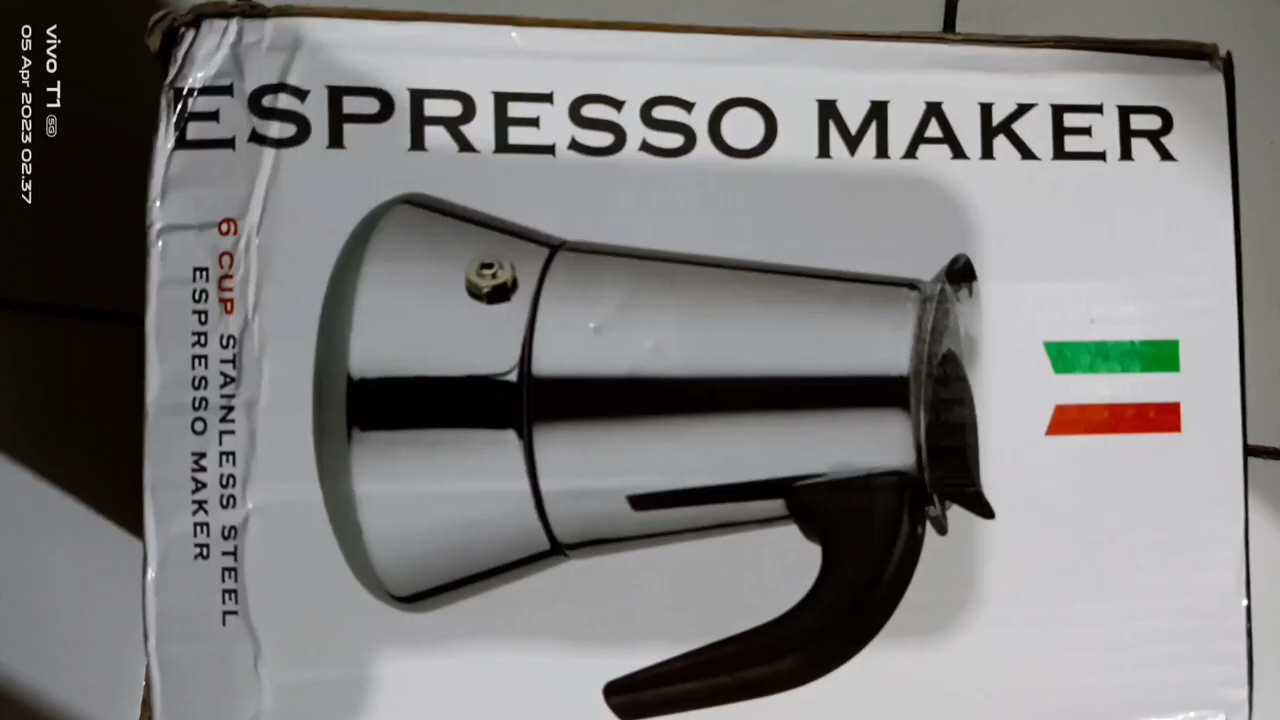 ESPRESSO MAKER
6 CUP STAINLESS STEEL
ESPRESSO MAKER
vivo T1 5G
05 Apr 2023 02.37